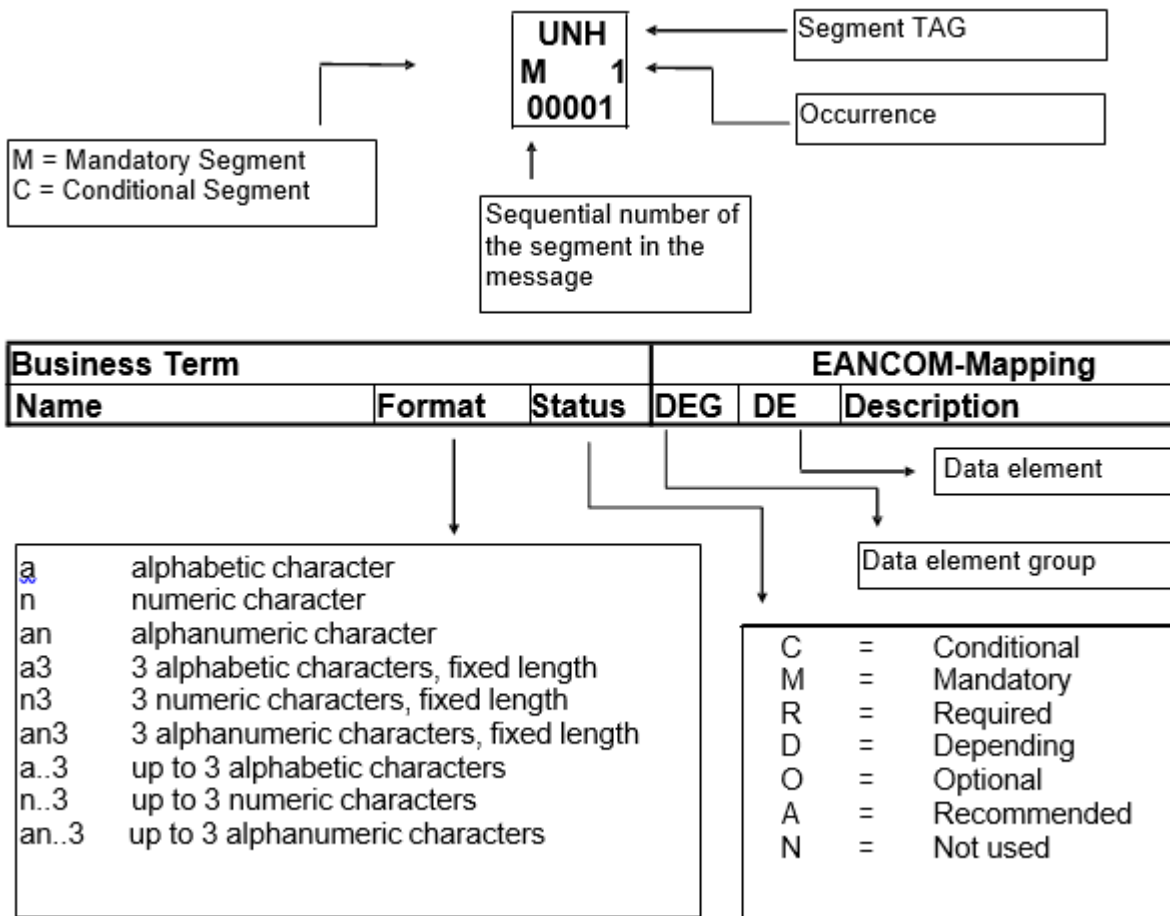 UNH
M 1
00001
Segment TAG
Occurrence
M = Mandatory Segment
C = Conditional Segment
Sequential number of
the segment in the
message
Business Term EANCOM-Mapping
Name Format Status DEG DE Description
Data element
Data element group
a alphabetic character
n numeric character
an alphanumeric character
a3 3 alphabetic characters, fixed length
n3 3 numeric characters, fixed length
an3 3 alphanumeric characters, fixed length
a..3 up to 3 alphabetic characters
n..3 up to 3 numeric characters
an..3 up to 3 alphanumeric characters
C = Conditional
M = Mandatory
R = Required
D = Depending
O = Optional
A = Recommended
N = Not used